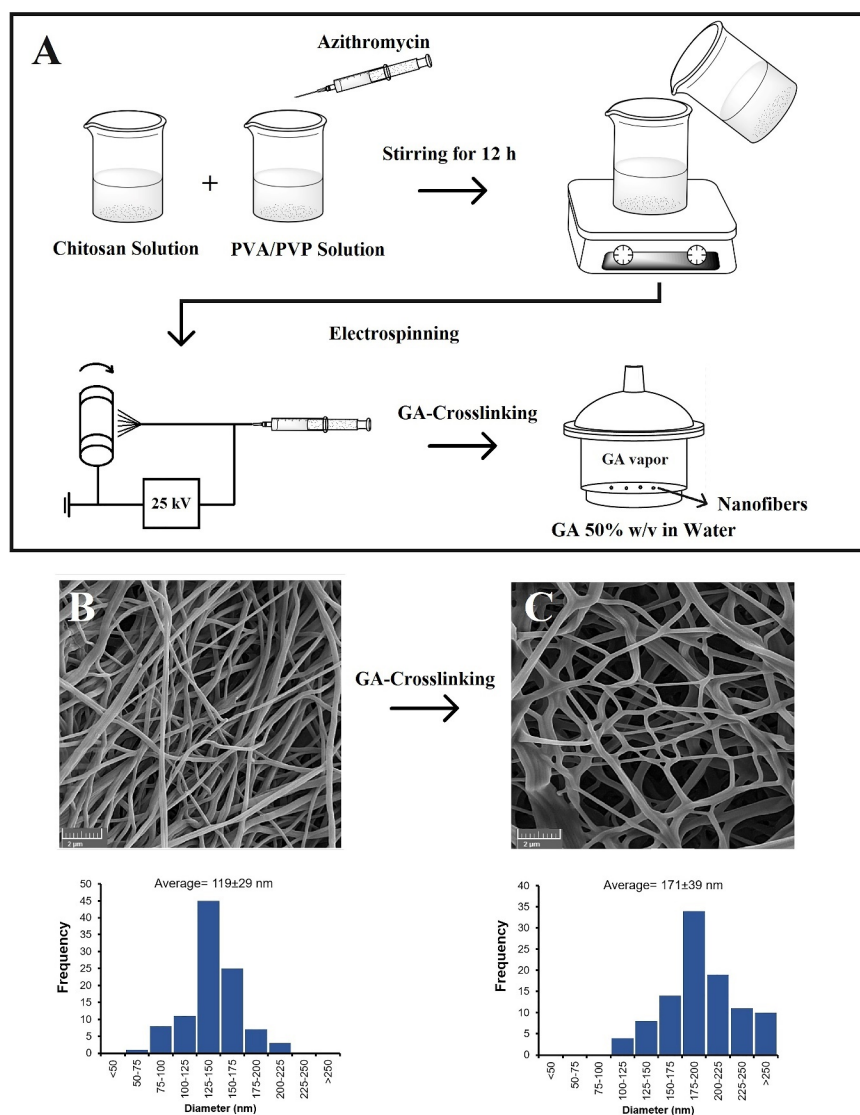 A
Azithromycin
Stirring for 12 h
+
Chitosan Solution
PVA/PVP Solution
Electrospinning
25 kV
GA-Crosslinking
GA vapor
Nanofibers
GA 50% w/v in Water
B
2 µm
GA-Crosslinking
C
2 µm
Average= 119±29 nm
Frequency
50
45
40
35
30
25
20
15
10
5
0
<50
50-75
75-100
100-125
125-150
150-175
175-200
200-225
225-250
>250
Diameter (nm)
Average= 171±39 nm
Frequency
40
35
30
25
20
15
10
5
0
<50
50-75
75-100
100-125
125-150
150-175
175-200
200-225
225-250
>250
Diameter (nm)